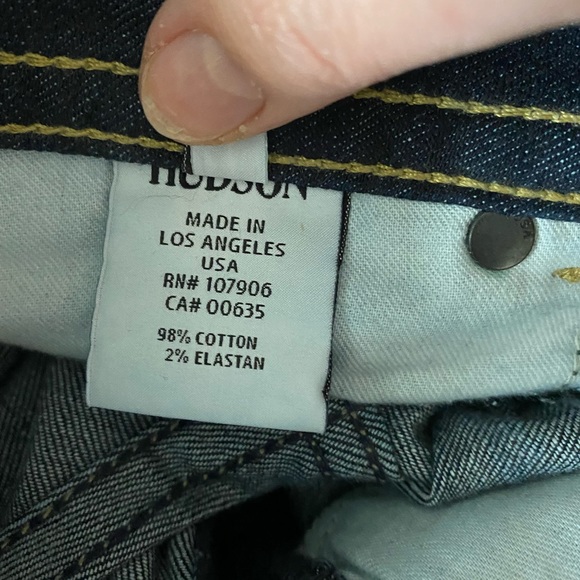 HUDSON
MADE IN
LOS ANGELES
USA
RN# 107906
CA# 00635
98% COTTON
2% ELASTAN